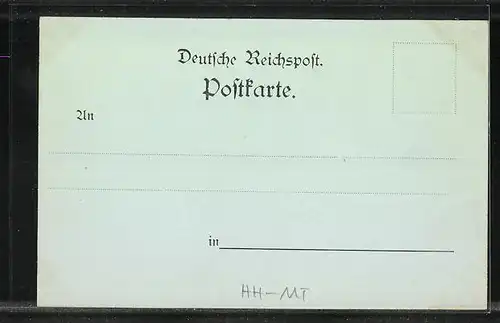 Deutſche Reichspoſt.
Poſtkarte.
An
in
HH-MT